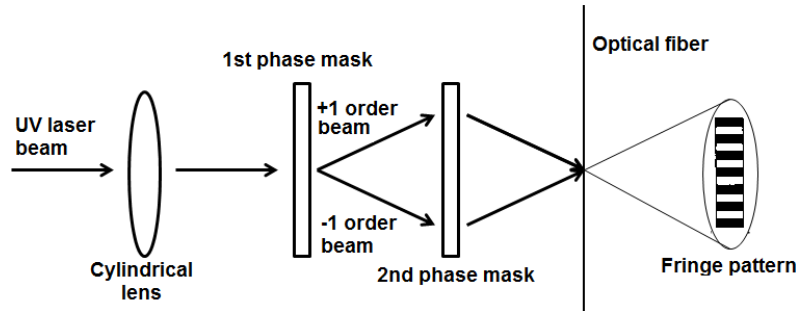 Optical fiber
1st phase mask
+1 order
beam
UV laser
beam
-1 order
beam
Cylindrical
lens
2nd phase mask
Fringe pattern